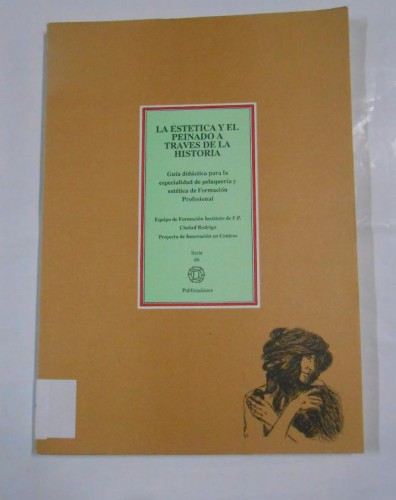 LA ÉSTETICA Y EL
PEINADO A
TRAVES DE LA
HISTORIA
Guía didáctica para la
especialidad de peluquería y
estética de Formación
Profesional
Equipo de Formación Instituto de F.P.
Ciudad Rodrigo
Proyecto de Innovación en Centros
Serie
Publicaciones